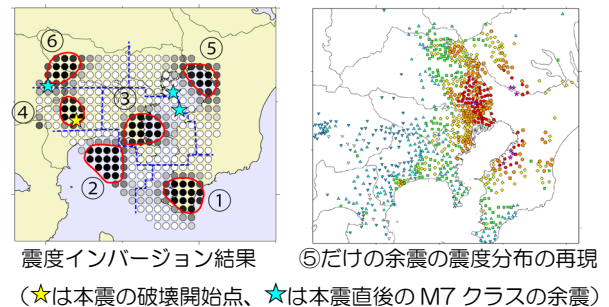 ⑥
⑤
③
④
②
①
震度インバージョン結果
⑤だけの余震の震度分布の再現
（★は本震の破壊開始点、★は本震直後の M7 クラスの余震）